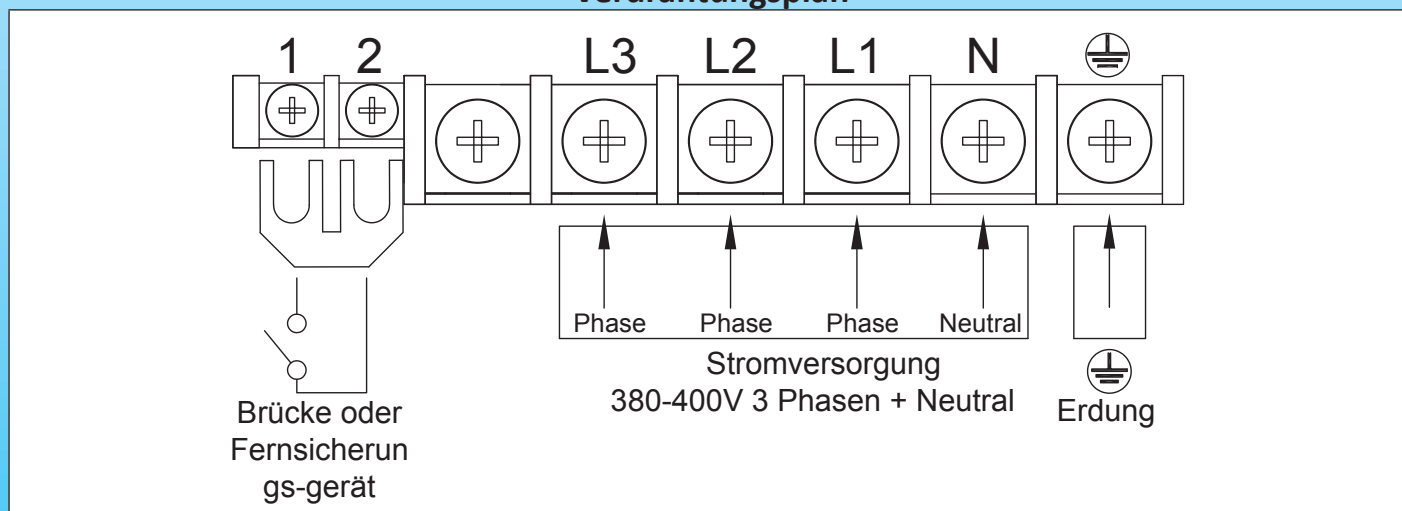 Verdrahtungsplan
1 2 L3 L2 L1 N
Phase Phase Phase Neutral
Stromversorgung
380-400V 3 Phasen + Neutral
Erdung
Brücke oder
Fernsicherun
gs-gerät